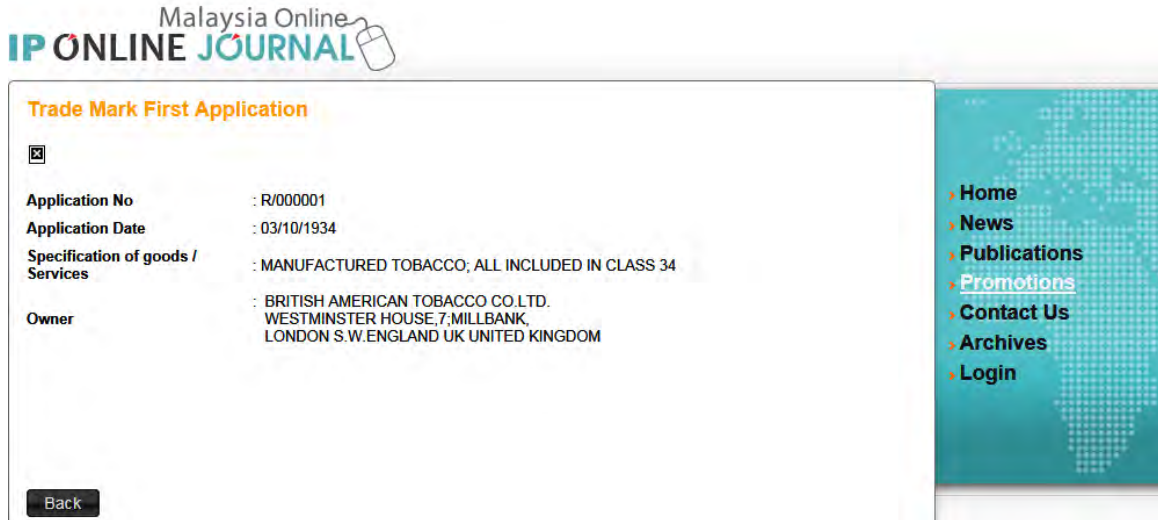 Malaysia Online
IP ONLINE JOURNAL
Trade Mark First Application
Application No : R/000001
Application Date : 03/10/1934
Specification of goods /
Services : MANUFACTURED TOBACCO; ALL INCLUDED IN CLASS 34
Owner : BRITISH AMERICAN TOBACCO CO.LTD.
WESTMINSTER HOUSE,7;MILLBANK,
LONDON S.W.ENGLAND UK UNITED KINGDOM
Back
Home
News
Publications
Promotions
Contact Us
Archives
Login